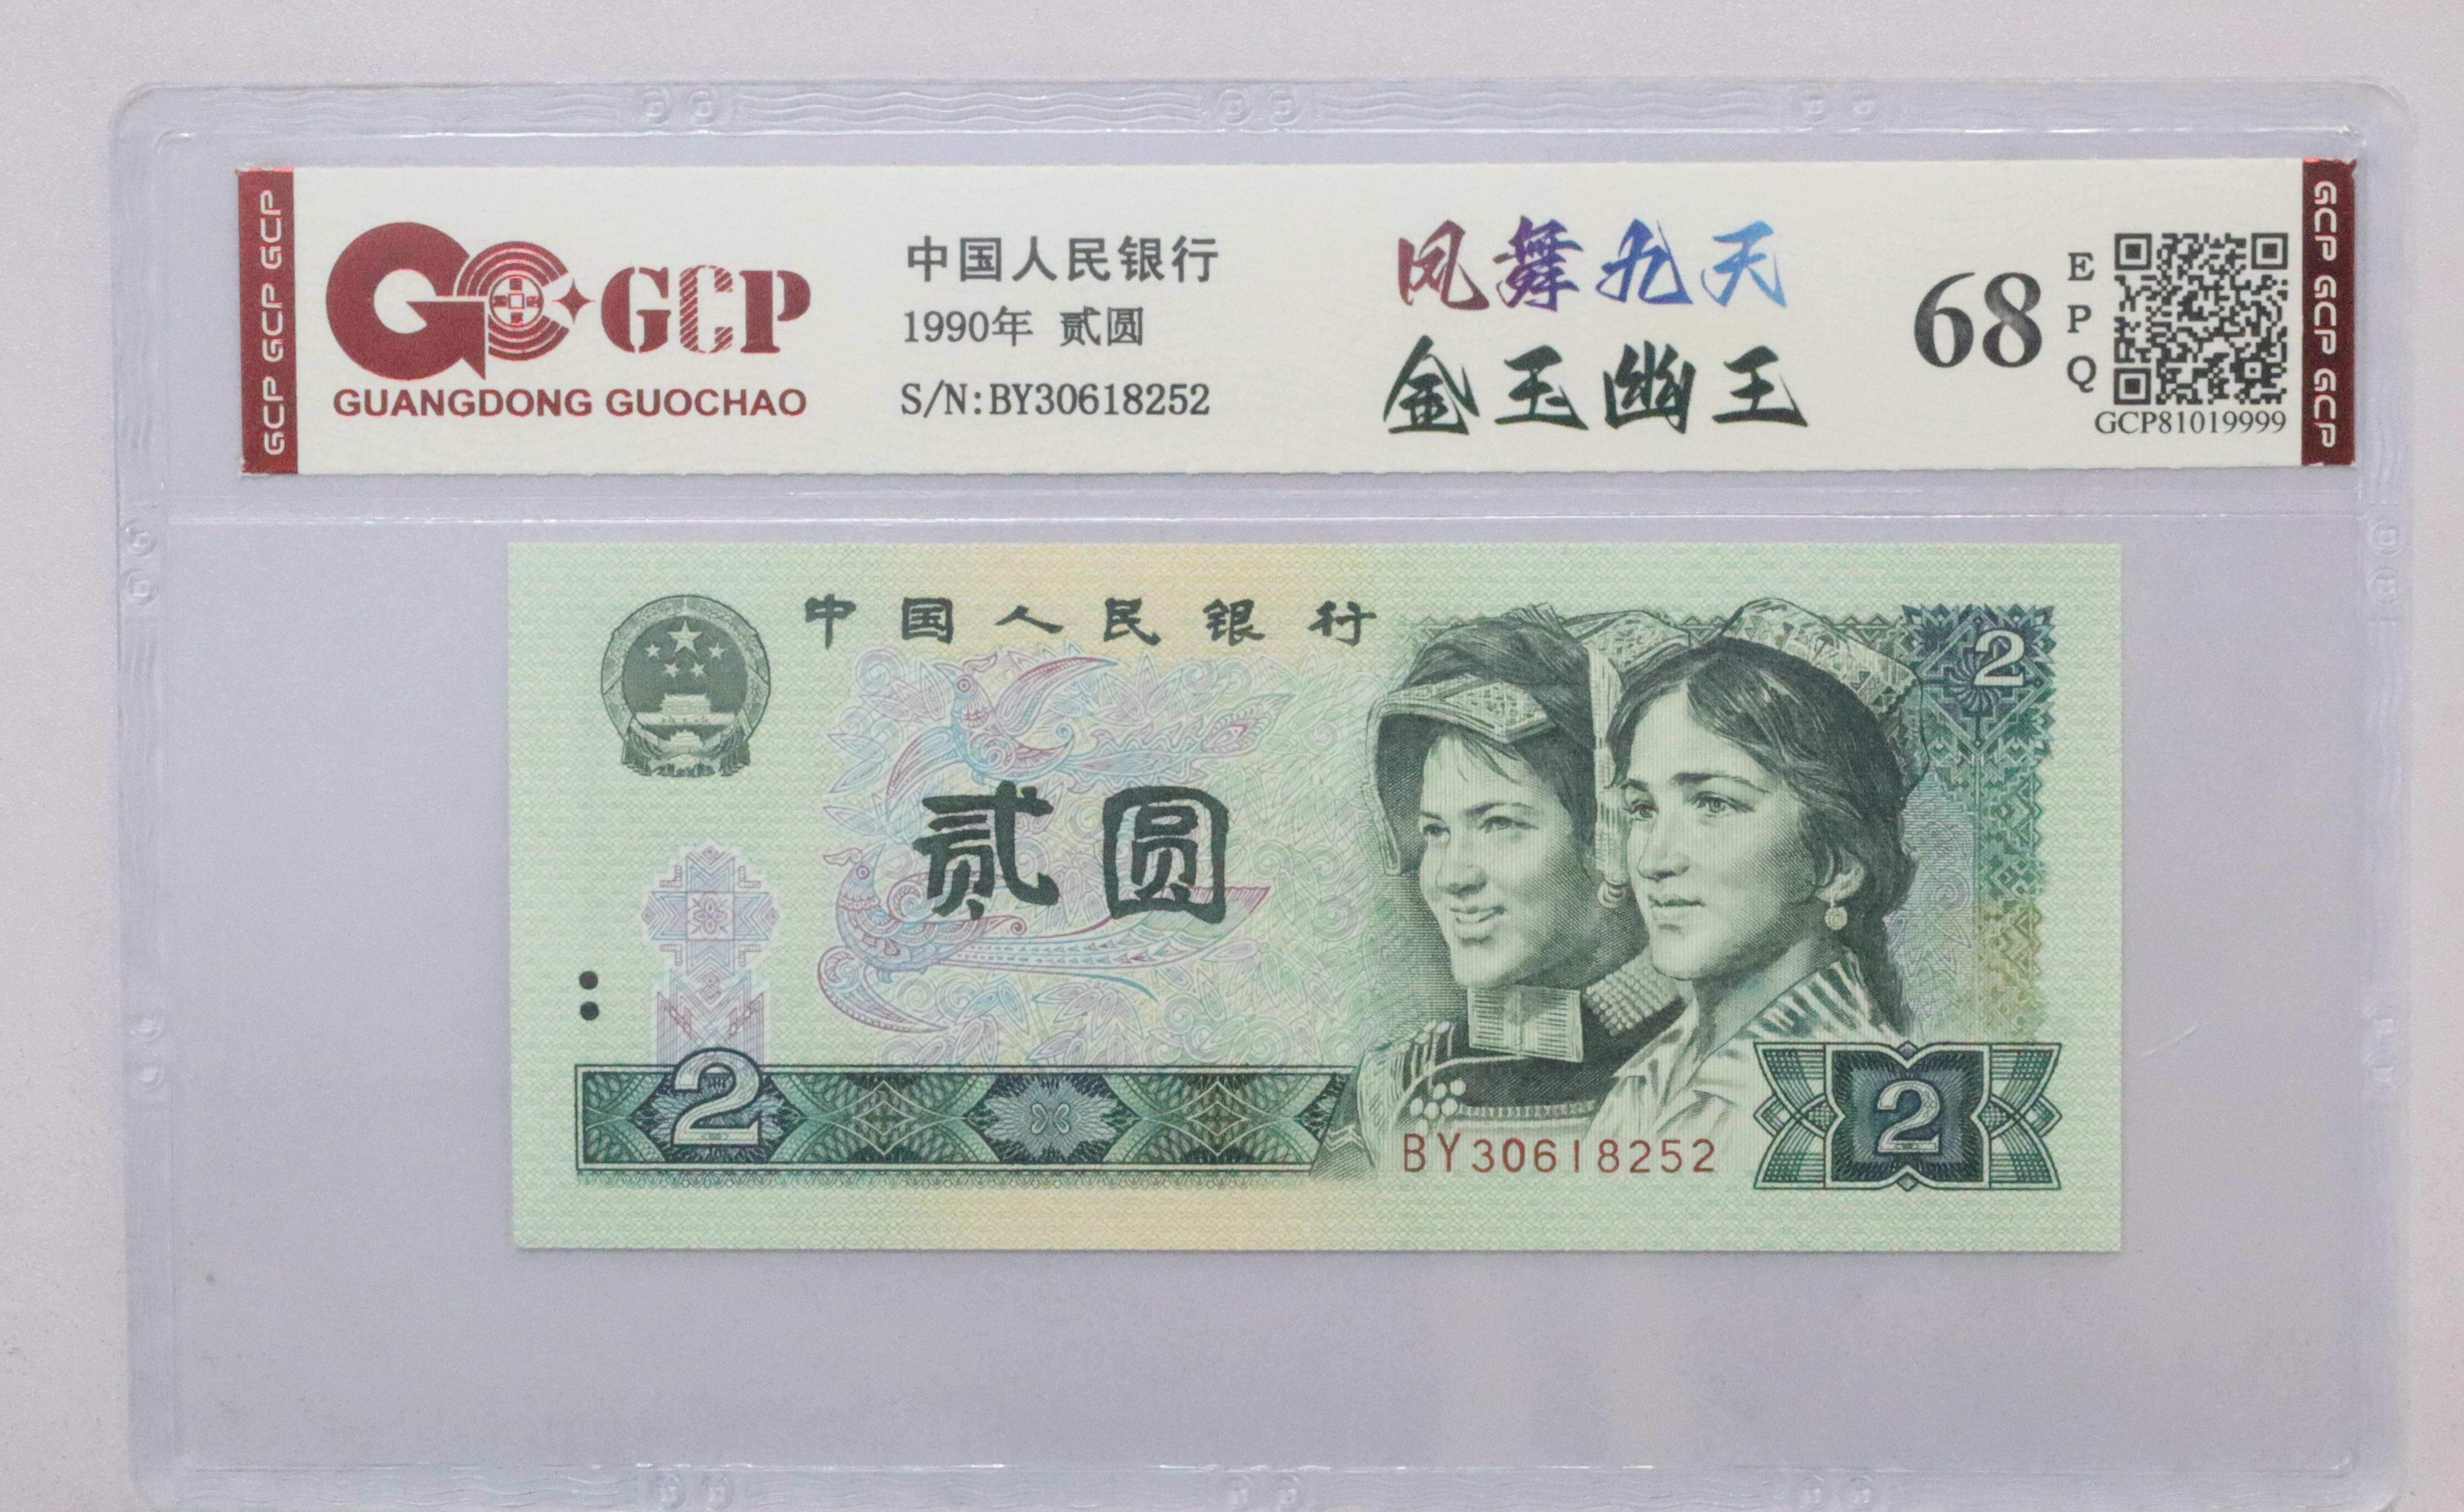 GCP GCP GCP
GCP
GUANGDONG GUOCHAO
中国人民银行
1990年 贰圆
S/N:BY30618252
凤舞九天
金玉幽王
68
E
P
Q
GCP81019999
GCP GCP GCP
中国人民银行
2
贰圆
2
BY30618252
2